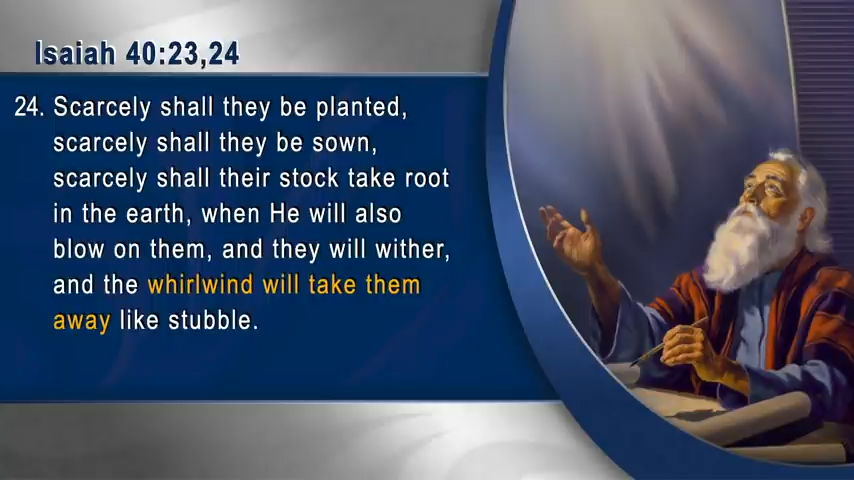 Isaiah 40:23,24
24. Scarcely shall they be planted,
scarcely shall they be sown,
scarcely shall their stock take root
in the earth, when He will also
blow on them, and they will wither,
and the whirlwind will take them
away like stubble.